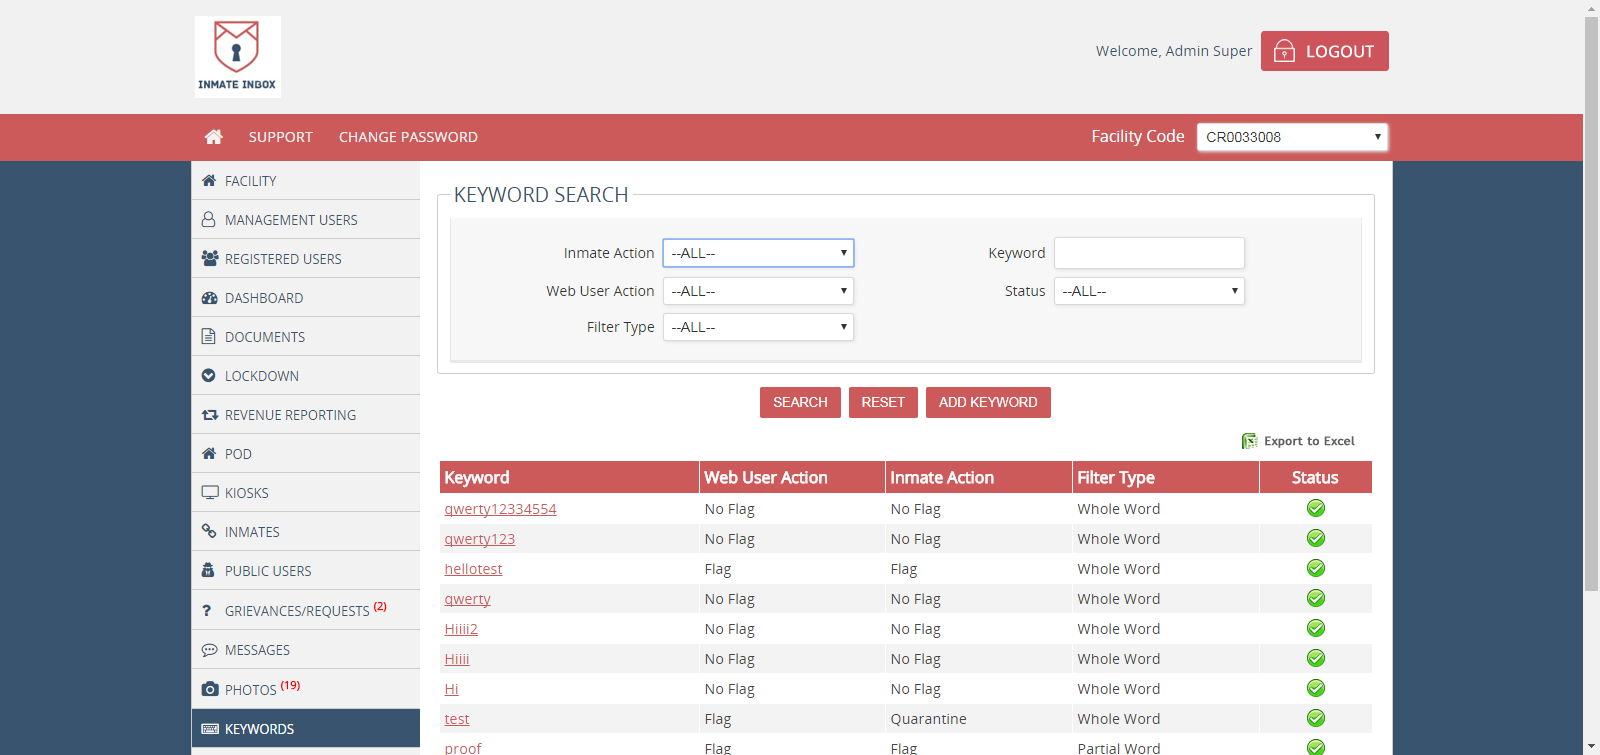 INMATE INBOX
Welcome, Admin Super
LOGOUT
SUPPORT
CHANGE PASSWORD
Facility Code
CR0033008
FACILITY
MANAGEMENT USERS
REGISTERED USERS
DASHBOARD
DOCUMENTS
LOCKDOWN
REVENUE REPORTING
POD
KIOSKS
INMATES
PUBLIC USERS
GRIEVANCES/REQUESTS (2)
MESSAGES
PHOTOS (19)
KEYWORDS
KEYWORD SEARCH
Inmate Action --ALL--
Keyword
Web User Action --ALL--
Status --ALL--
Filter Type --ALL--
SEARCH RESET ADD KEYWORD
Export to Excel
Keyword Web User Action Inmate Action Filter Type Status
qwerty12334554 No Flag No Flag Whole Word
qwerty123 No Flag No Flag Whole Word
hellotest Flag Flag Whole Word
qwerty No Flag No Flag Whole Word
Hiiii2 No Flag No Flag Whole Word
Hiiii No Flag No Flag Whole Word
Hi No Flag No Flag Whole Word
test Flag Quarantine Whole Word
proof Flag Flag Partial Word